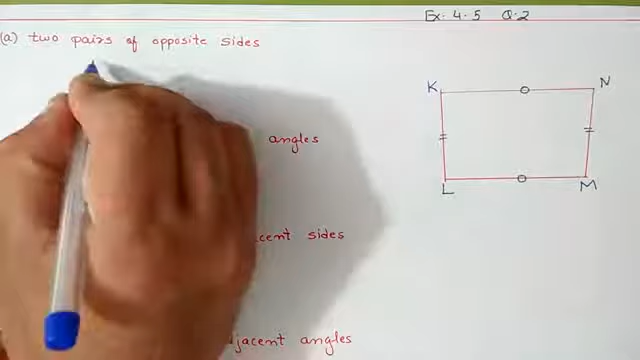 Ex. 4.5 Q.2
(a) two pairs of opposite sides
K
N
angles
L
M
sides
angles